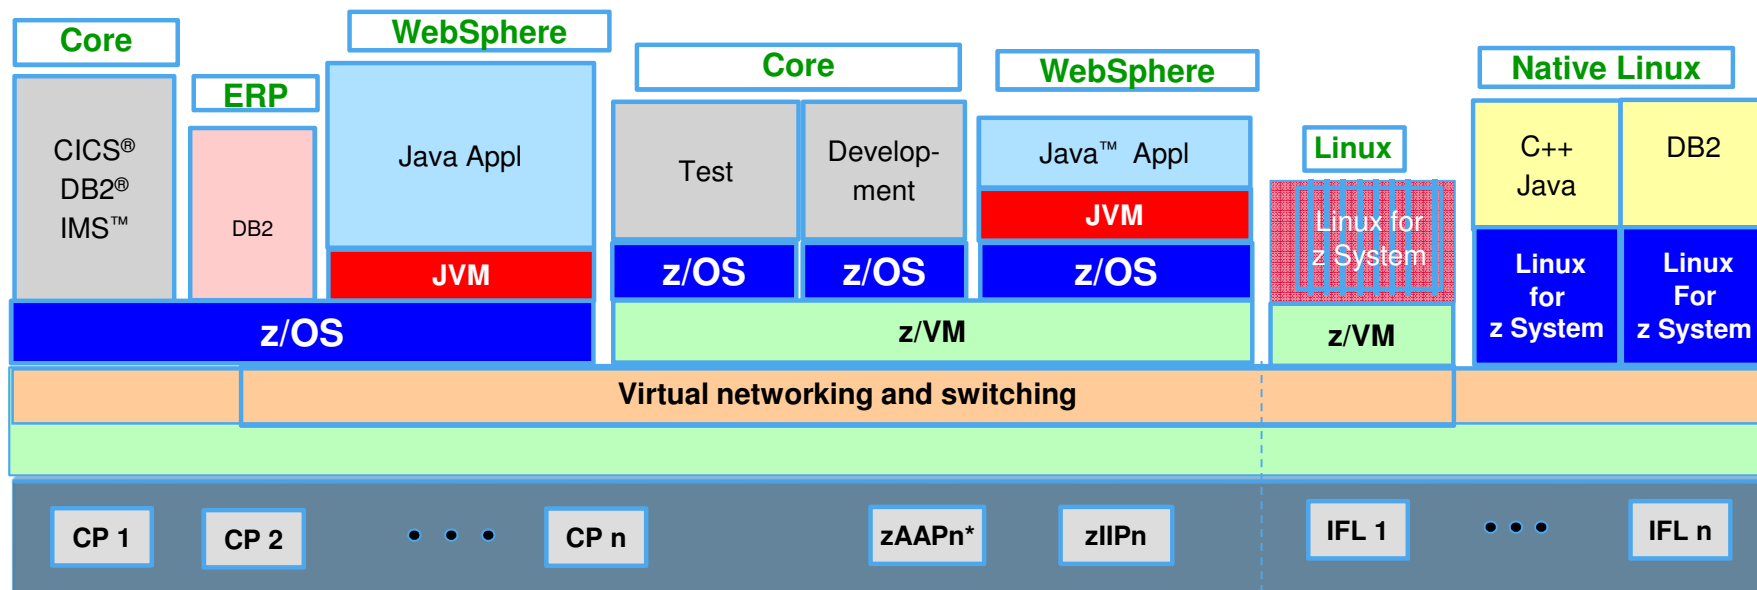 Core
WebSphere
Core
WebSphere
Native Linux
ERP
Linux
CICS®
DB2®
IMS™
DB2
Java Appl
JVM
z/OS
Test
z/OS
Develop-
ment
z/OS
Java™ Appl
JVM
z/OS
z/VM
Linux for
z System
z/VM
C++
Java
Linux
for
z System
DB2
Linux
For
z System
Virtual networking and switching
CP 1
CP 2
• • •
CP n
zAAPn*
zIIPn
IFL 1
• • •
IFL n